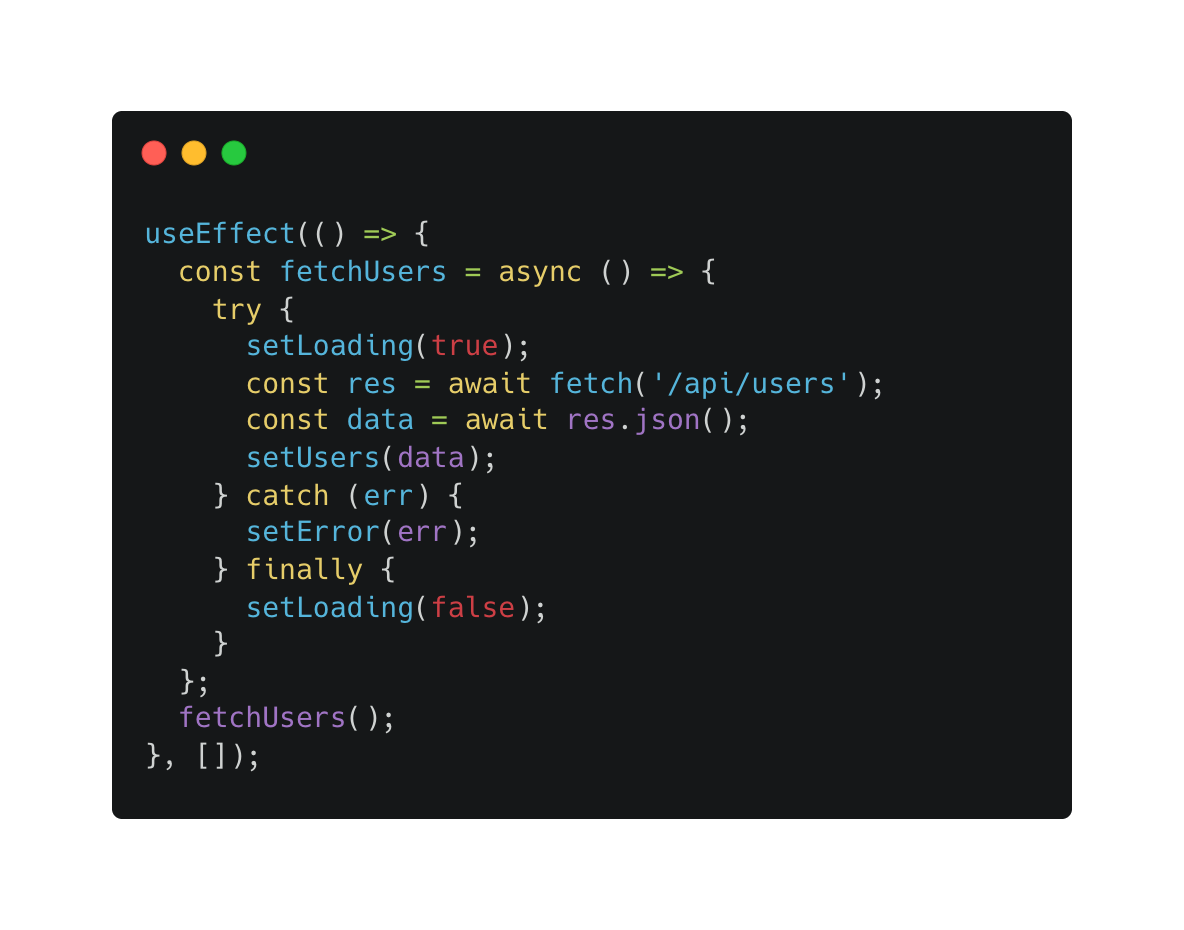 useEffect(() => {
  const fetchUsers = async () => {
    try {
      setLoading(true);
      const res = await fetch('/api/users');
      const data = await res.json();
      setUsers(data);
    } catch (err) {
      setError(err);
    } finally {
      setLoading(false);
    }
  };
  fetchUsers();
}, []);